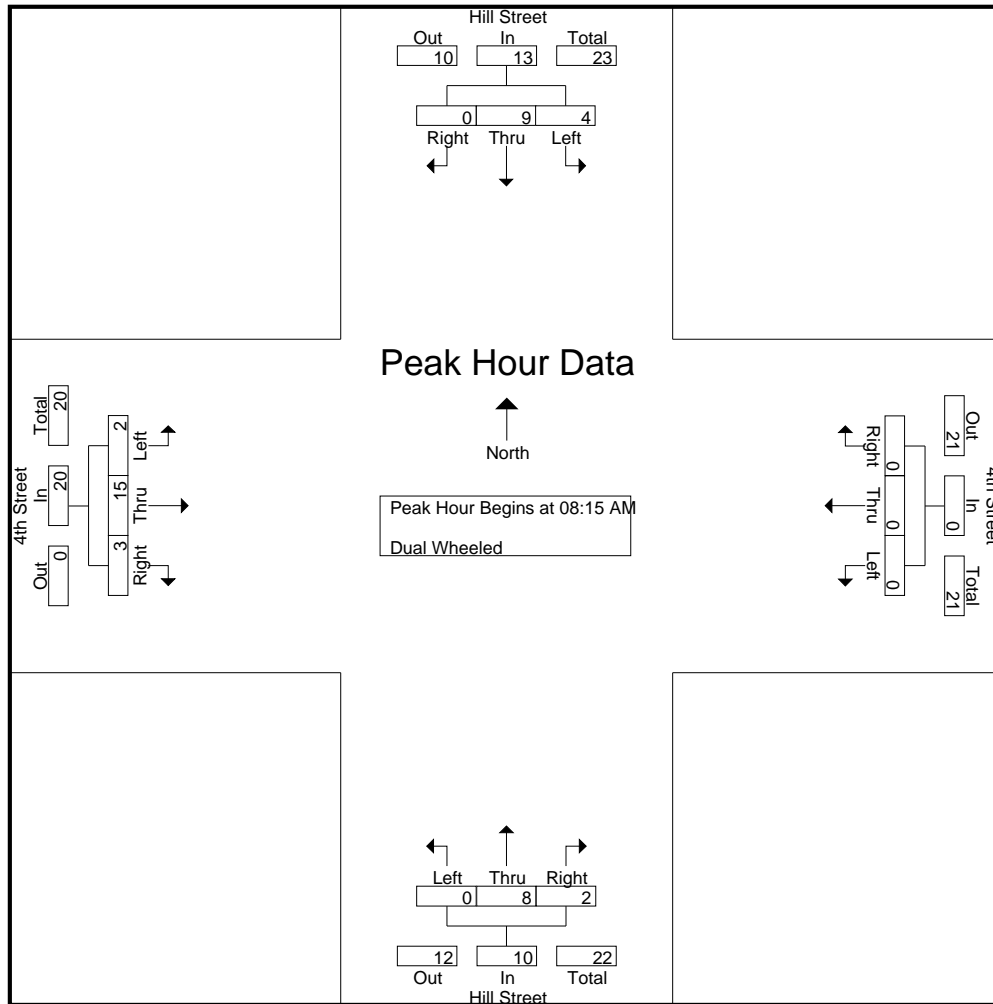 Hill Street
Out In Total
10 13 23
0 9 4
Right Thru Left
Peak Hour Data
North
Peak Hour Begins at 08:15 AM
Dual Wheeled
4th Street
Out In Total
0 20 20
3 15 2
Right Thru Left
4th Street
Out In Total
21 0 21
0 0 0
Right Thru Left
Left Thru Right
0 8 2
12 10 22
Out In Total
Hill Street